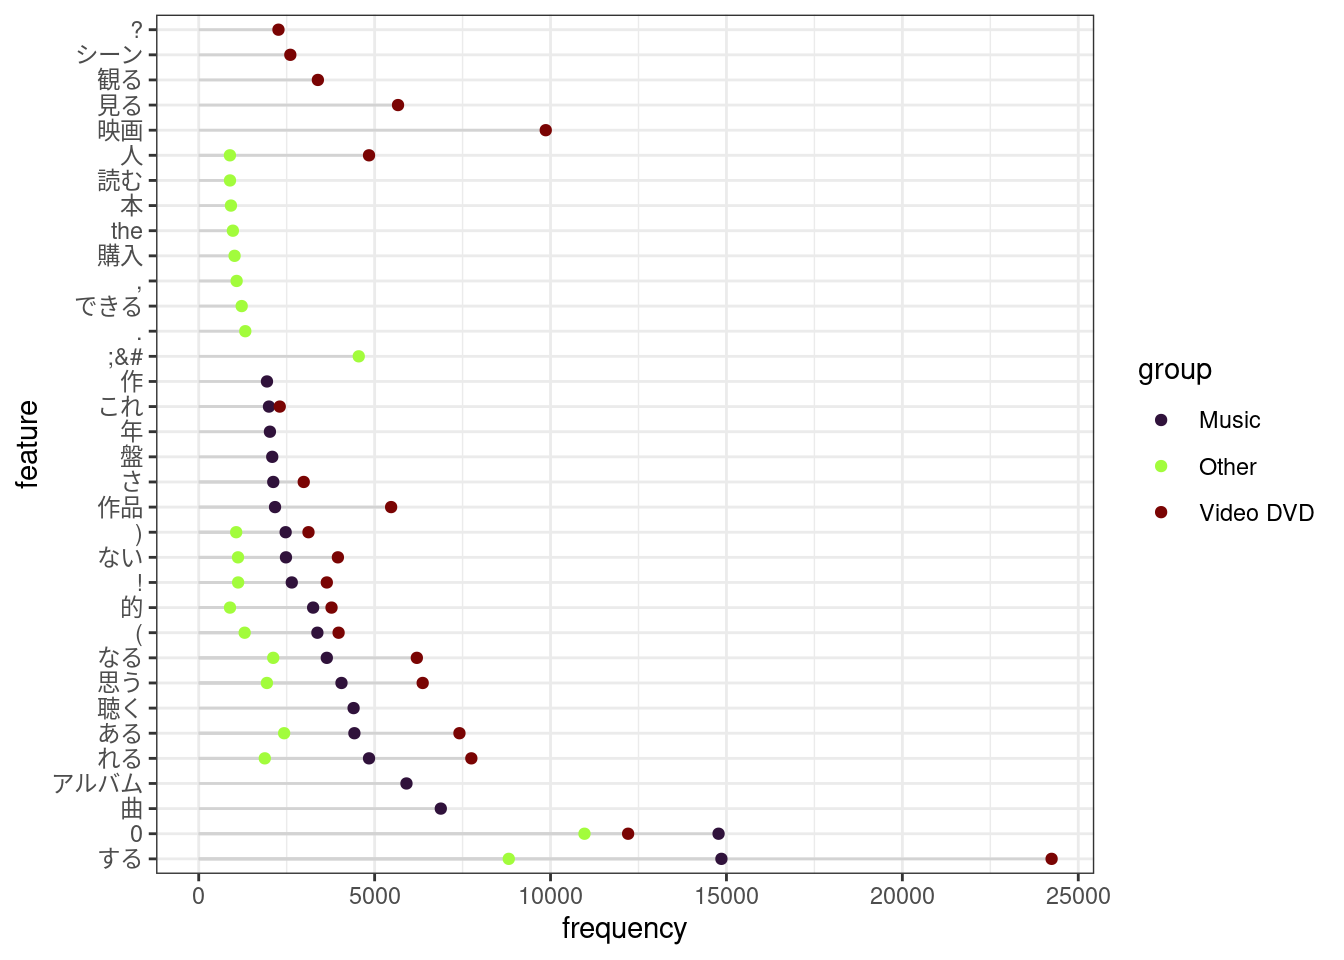 ?
シーン
観る
見る
映画
人
読む
本
the
購入
,
できる
.
;&#
作
これ
年
盤
さ
作品
)
ない
!
的
(
なる
思う
聴く
ある
れる
アルバム
曲
0
する
0 5000 10000 15000 20000 25000
frequency
feature
group
Music
Other
Video DVD